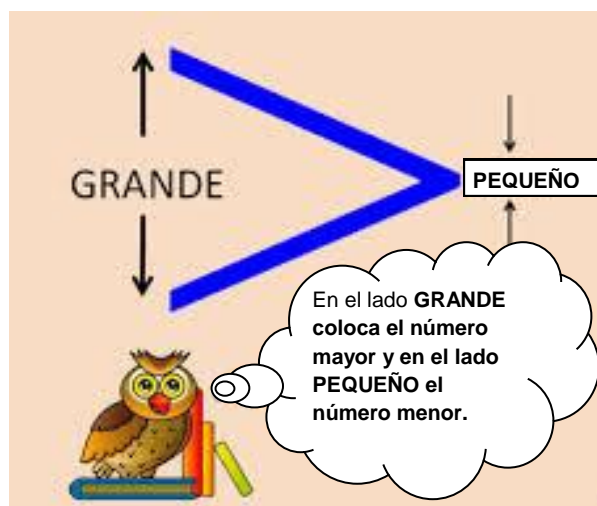 GRANDE
PEQUEÑO
En el lado GRANDE
coloca el número
mayor y en el lado
PEQUEÑO el
número menor.